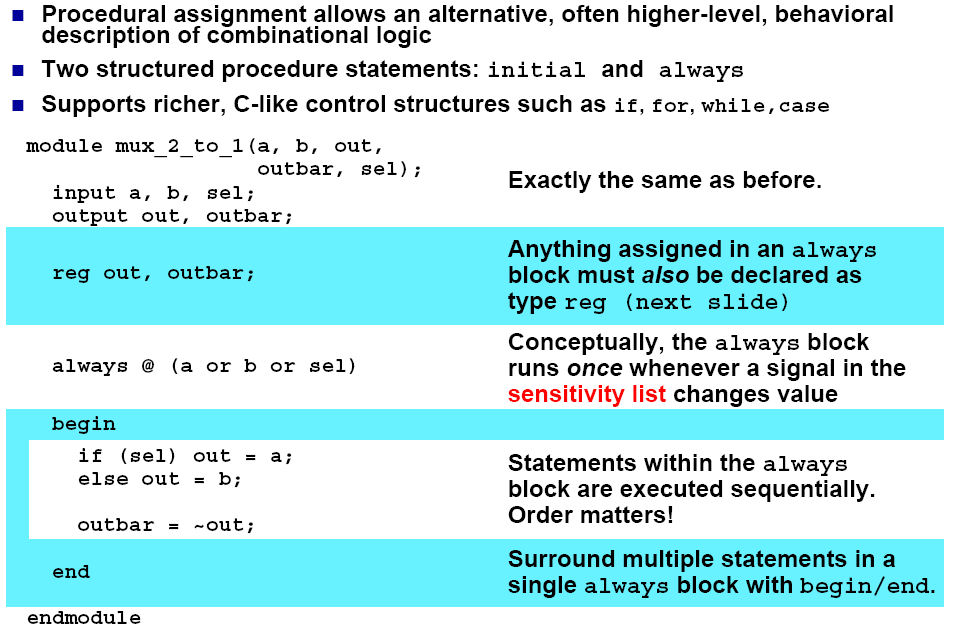 Procedural assignment allows an alternative, often higher-level, behavioral
description of combinational logic
Two structured procedure statements: initial and always
Supports richer, C-like control structures such as if, for, while,case
module mux_2_to_1(a, b, out,
outbar, sel);
input a, b, sel;
output out, outbar;
Exactly the same as before.
reg out, outbar;
Anything assigned in an always
block must also be declared as
type reg (next slide)
always @ (a or b or sel)
Conceptually, the always block
runs once whenever a signal in the
sensitivity list changes value
begin
if (sel) out = a;
else out = b;
outbar = ~out;
Statements within the always
block are executed sequentially.
Order matters!
end
Surround multiple statements in a
single always block with begin/end.
endmodule